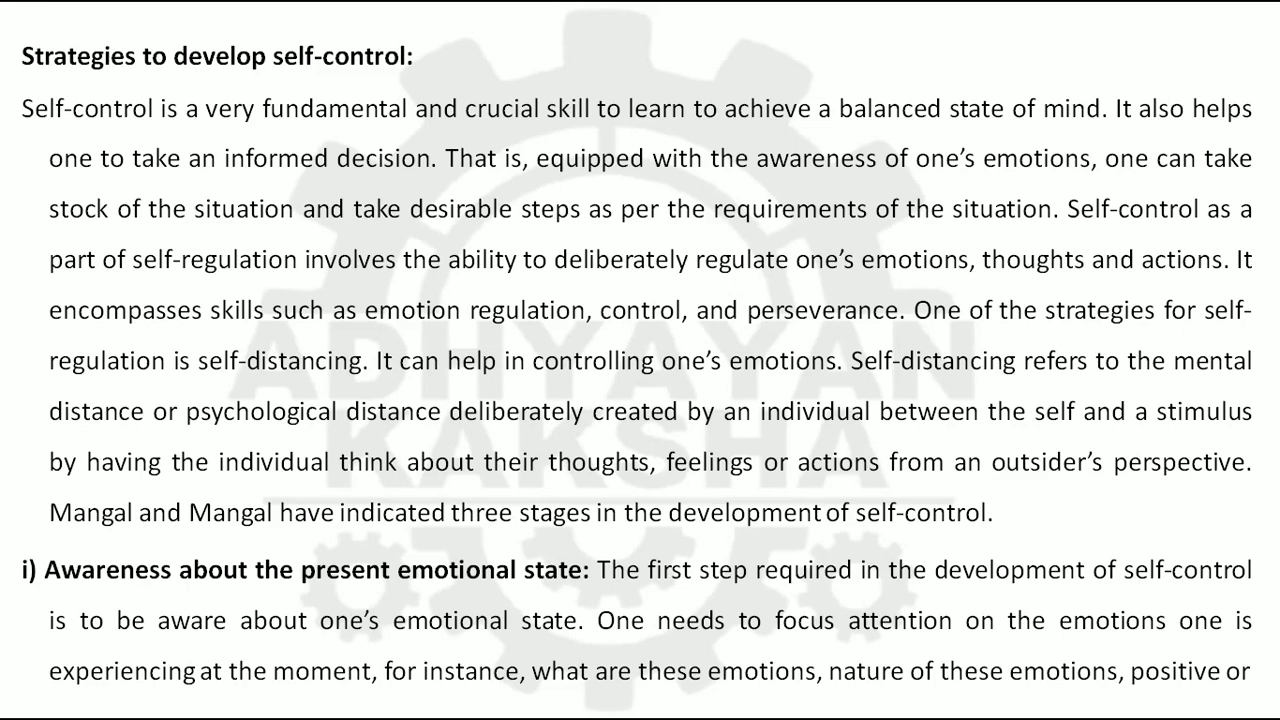 Strategies to develop self-control:
Self-control is a very fundamental and crucial skill to learn to achieve a balanced state of mind. It also helps
one to take an informed decision. That is, equipped with the awareness of one’s emotions, one can take
stock of the situation and take desirable steps as per the requirements of the situation. Self-control as a
part of self-regulation involves the ability to deliberately regulate one’s emotions, thoughts and actions. It
encompasses skills such as emotion regulation, control, and perseverance. One of the strategies for self-
regulation is self-distancing. It can help in controlling one’s emotions. Self-distancing refers to the mental
distance or psychological distance deliberately created by an individual between the self and a stimulus
by having the individual think about their thoughts, feelings or actions from an outsider’s perspective.
Mangal and Mangal have indicated three stages in the development of self-control.
i) Awareness about the present emotional state: The first step required in the development of self-control
is to be aware about one’s emotional state. One needs to focus attention on the emotions one is
experiencing at the moment, for instance, what are these emotions, nature of these emotions, positive or
ADHYAYAN
KAKSHA